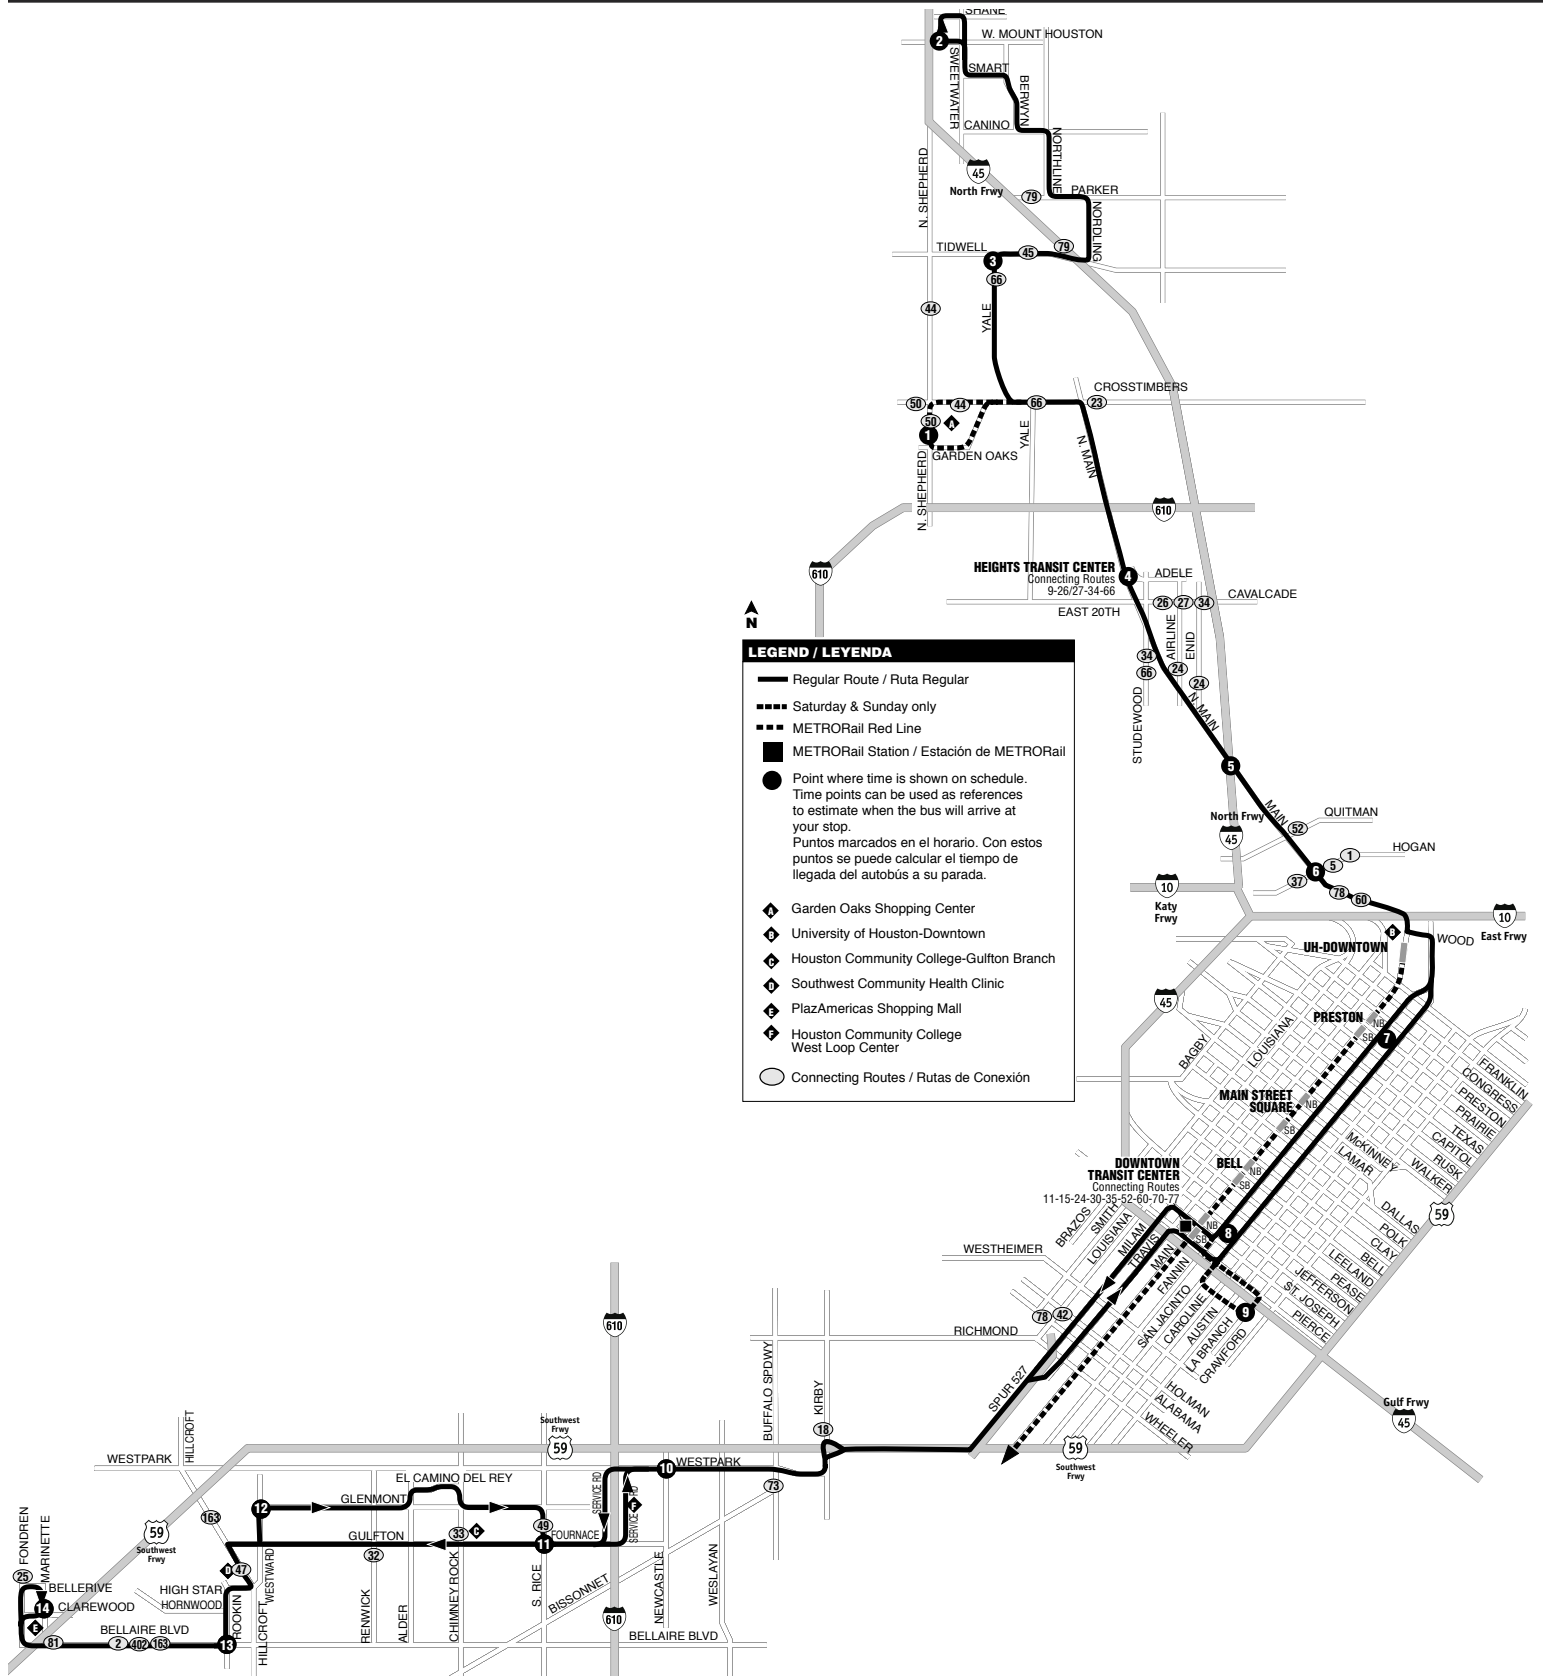 SHANE
2
W. MOUNT HOUSTON
SWEETWATER
SMART
BERWYN
CANINO
NORTHLINE
N. SHEPHERD
45
North Frwy
79
PARKER
NORDLING
TIDWELL
3
45
79
66
44
YALE
CROSSTIMBERS
50
44
66
23
50
A
1
YALE
N. MAIN
GARDEN OAKS
N. SHEPHERD
610
610
HEIGHTS TRANSIT CENTER
Connecting Routes
9-26/27-34-66
4
ADELE
26
27
34
CAVALCADE
EAST 20TH
AIRLINE
ENID
34
66
24
24
STUDEWOOD
N. MAIN
5
North Frwy
45
MAIN
QUITMAN
52
HOGAN
1
5
6
37
78
60
10
Katy
Frwy
10
East Frwy
N
LEGEND / LEYENDA
Regular Route / Ruta Regular
Saturday & Sunday only
METRORail Red Line
METRORail Station / Estación de METRORail
Point where time is shown on schedule.
Time points can be used as references
to estimate when the bus will arrive at
your stop.
Puntos marcados en el horario. Con estos
puntos se puede calcular el tiempo de
llegada del autobús a su parada.
A Garden Oaks Shopping Center
B University of Houston-Downtown
C Houston Community College-Gulfton Branch
D Southwest Community Health Clinic
E PlazAmericas Shopping Mall
F Houston Community College
West Loop Center
Connecting Routes / Rutas de Conexión
B
UH-DOWNTOWN
WOOD
45
PRESTON
NB
SB
7
BAGBY
LOUISIANA
MAIN STREET
SQUARE
NB
SB
FRANKLIN
CONGRESS
PRESTON
PRAIRIE
TEXAS
CAPITOL
RUSK
WALKER
McKINNEY
LAMAR
DALLAS
POLK
CLAY
BELL
LEELAND
PEASE
JEFFERSON
ST. JOSEPH
PIERCE
59
BELL
NB
SB
DOWNTOWN
TRANSIT CENTER
Connecting Routes
11-15-24-30-35-52-60-70-77
NB
SB
8
BRAZOS
SMITH
LOUISIANA
MILAM
TRAVIS
MAIN
FANNIN
SAN JACINTO
CAROLINE
AUSTIN
LA BRANCH
CRAWFORD
9
WESTHEIMER
78
42
RICHMOND
HOLMAN
ALABAMA
WHEELER
Gulf Frwy
45
59
Southwest
Frwy
SPUR 527
610
BUFFALO SPDWY
KIRBY
18
Southwest
Frwy
59
WESTPARK
HILLCROFT
10
WESTPARK
73
EL CAMINO DEL REY
GLENMONT
12
SERVICE RD
F
163
GULFTON
33
C
49
FOURNACE
11
59
Southwest
Frwy
FONDREN
MARINETTE
25
BELLERIVE
14
CLAREWOOD
E
81
BELLAIRE BLVD
2
402
163
13
HIGH STAR
HORNWOOD
D
47
ROOKIN
HILLCROFT
WESTWARD
32
RENWICK
ALDER
CHIMNEY ROCK
S. RICE
BISSONNET
610
NEWCASTLE
WESLAYAN
BELLAIRE BLVD